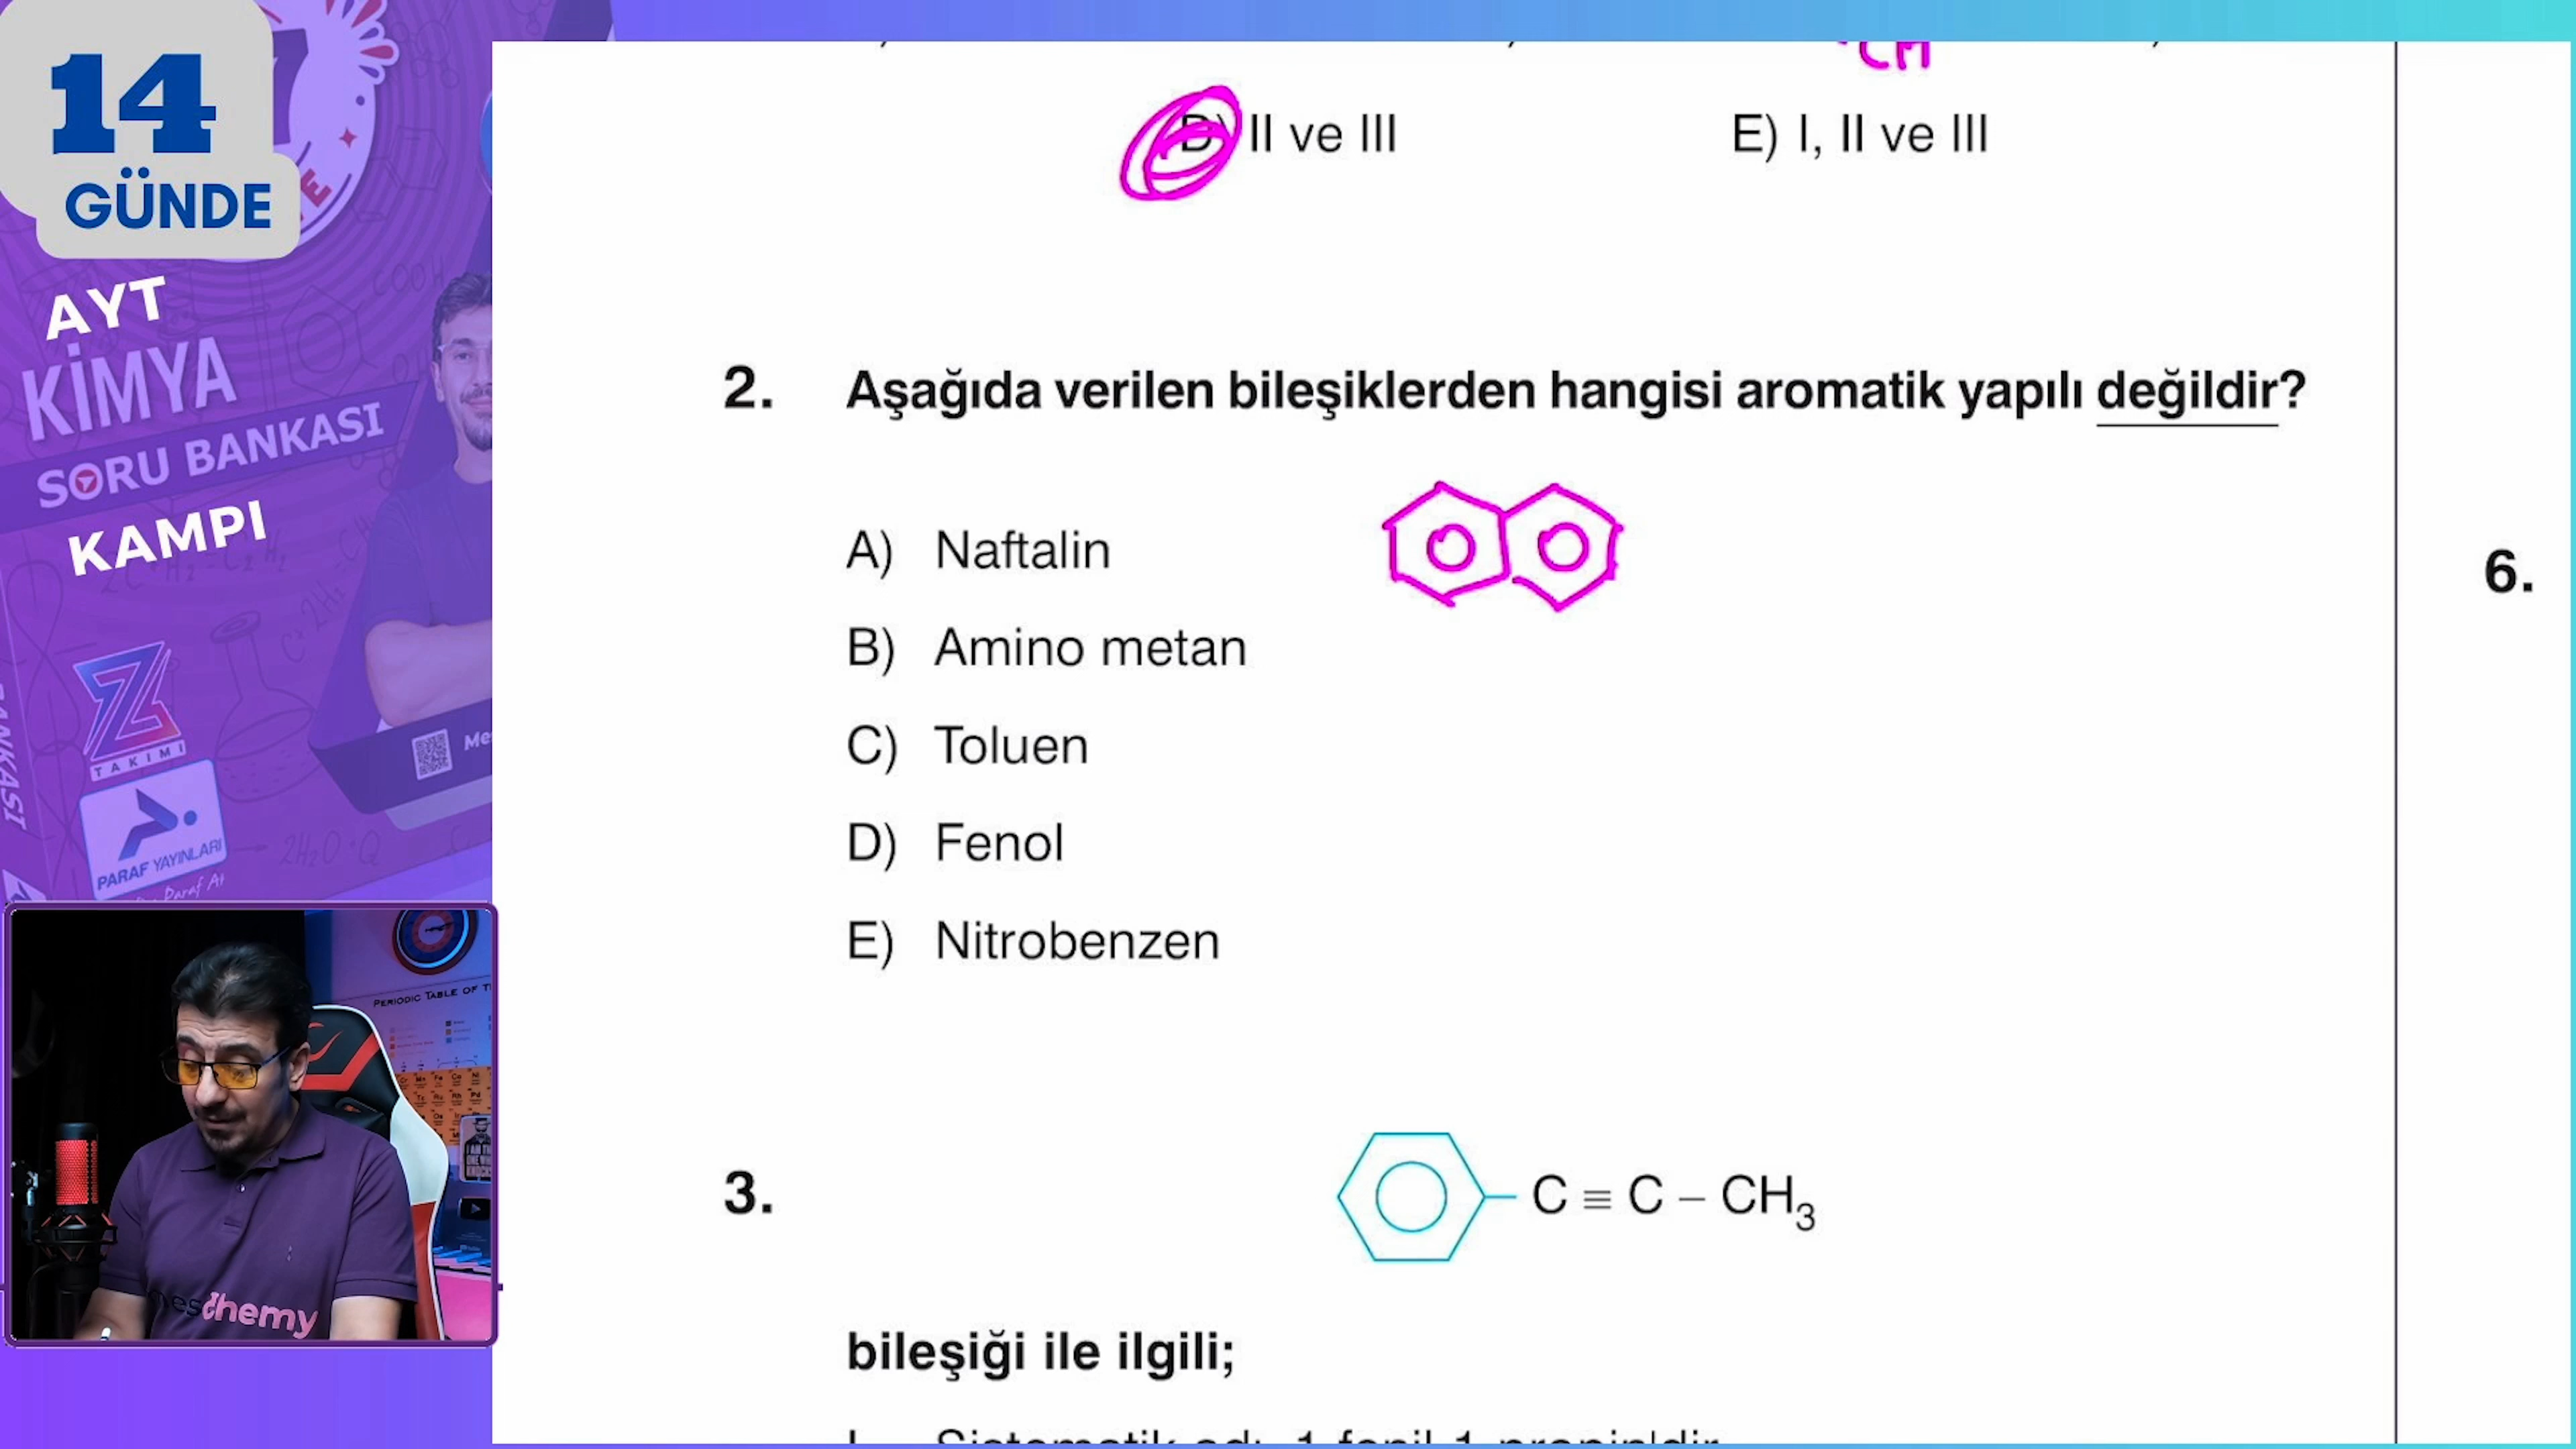 14
GÜNDE
AYT
KİMYA
SORU BANKASI
KAMPI
Z
TAKIMI
PARAF YAYINLARI
CH
D) II ve III
E) I, II ve III
2. Aşağıda verilen bileşiklerden hangisi aromatik yapılı değildir?
A) Naftalin
B) Amino metan
C) Toluen
D) Fenol
E) Nitrobenzen
6.
3.
C ≡ C – CH₃
bileşiği ile ilgili;
PERIODIC TABLE OF T